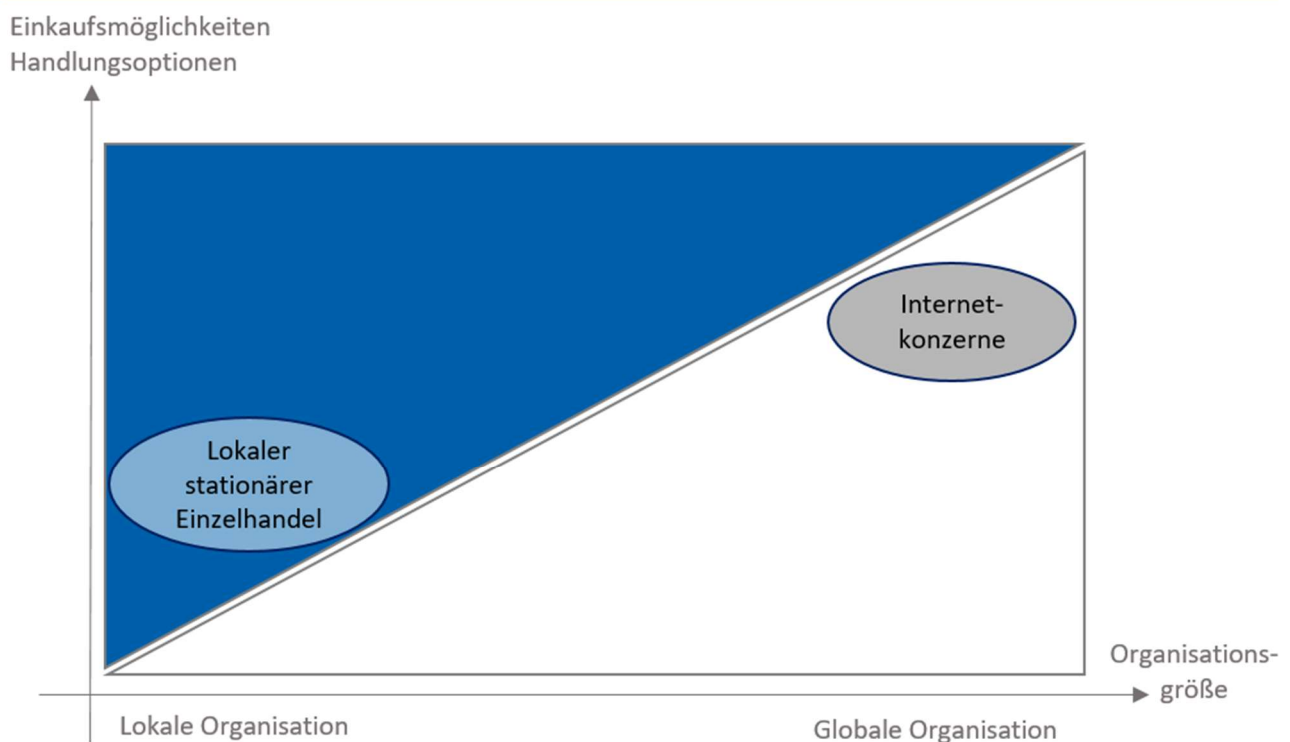 Einkaufsmöglichkeiten
Handlungsoptionen
Internet-
konzerne
Lokaler
stationärer
Einzelhandel
Organisations-
größe
Lokale Organisation
Globale Organisation